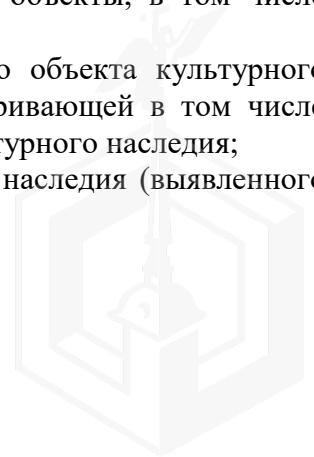 объекты, в том числе
о объекта культурного
ривающей в том числе
турного наследия;
наследия (выявленного